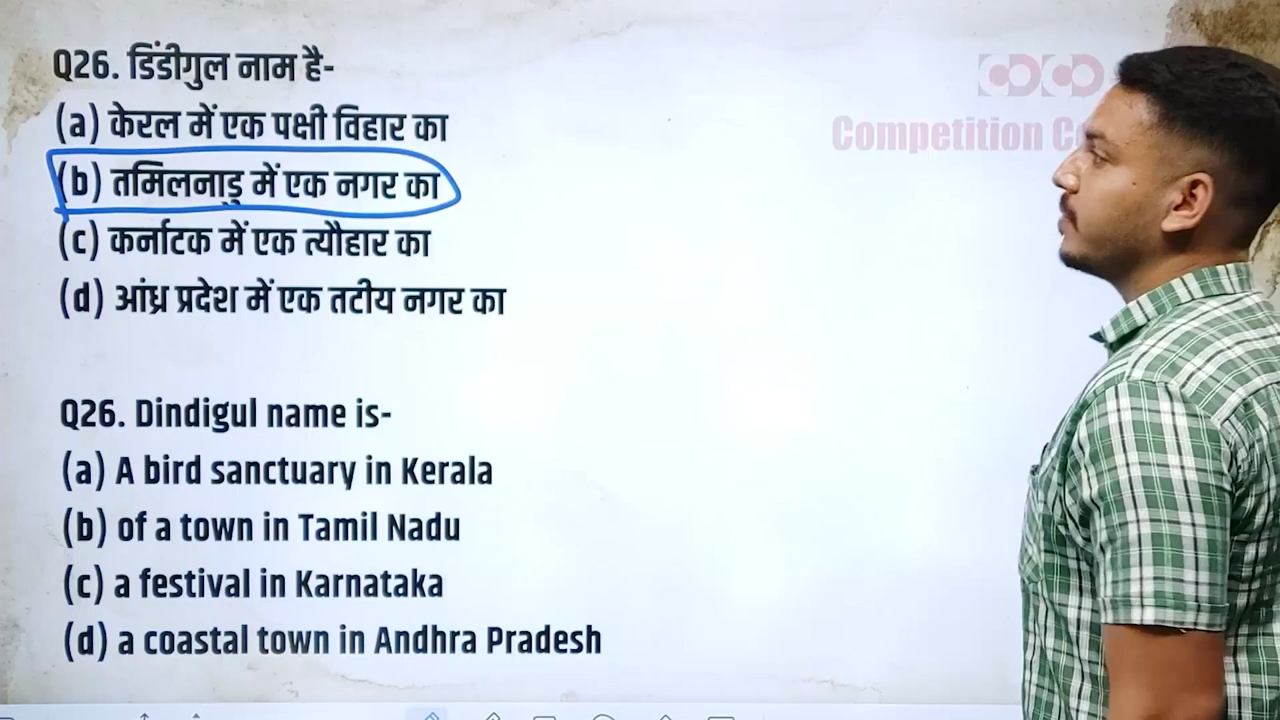 Q26. डिंडीगुल नाम है-
(a) केरल में एक पक्षी विहार का
(b) तमिलनाडु में एक नगर का
(c) कर्नाटक में एक त्यौहार का
(d) आंध्र प्रदेश में एक तटीय नगर का
Competition
Q26. Dindigul name is-
(a) A bird sanctuary in Kerala
(b) of a town in Tamil Nadu
(c) a festival in Karnataka
(d) a coastal town in Andhra Pradesh